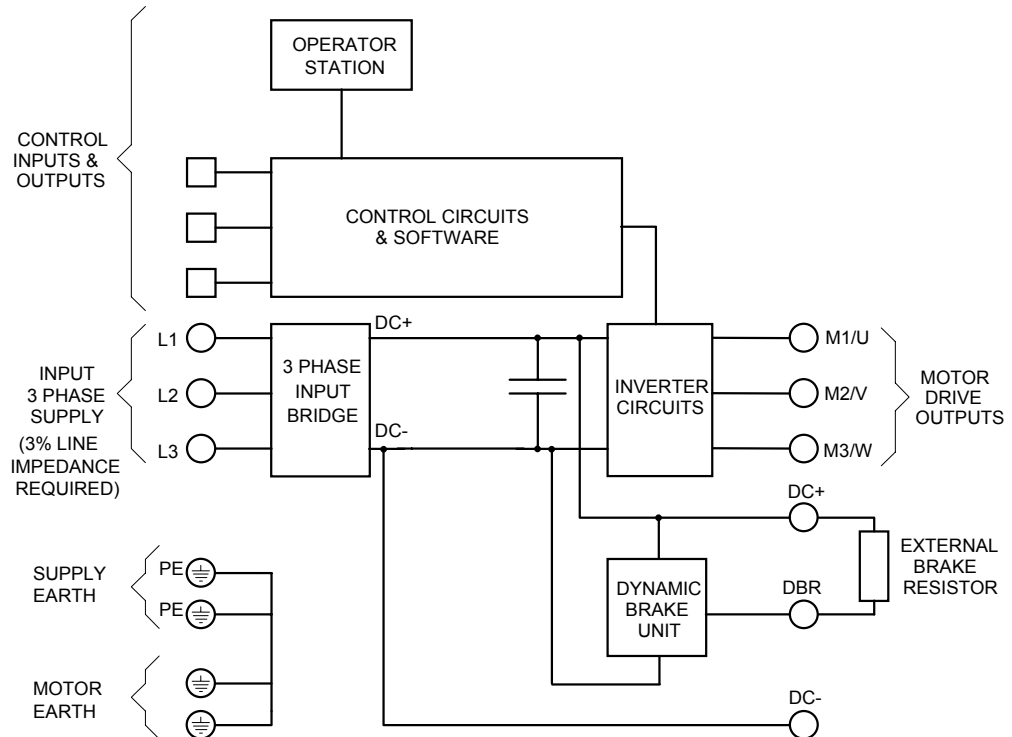 OPERATOR
STATION
CONTROL
INPUTS &
OUTPUTS
CONTROL CIRCUITS
& SOFTWARE
INPUT
3 PHASE
SUPPLY
(3% LINE
IMPEDANCE
REQUIRED)
L1
L2
L3
3 PHASE
INPUT
BRIDGE
DC+
DC-
INVERTER
CIRCUITS
M1/U
M2/V
M3/W
MOTOR
DRIVE
OUTPUTS
DC+
DBR
EXTERNAL
BRAKE
RESISTOR
DYNAMIC
BRAKE
UNIT
SUPPLY
EARTH
PE
PE
MOTOR
EARTH
DC-